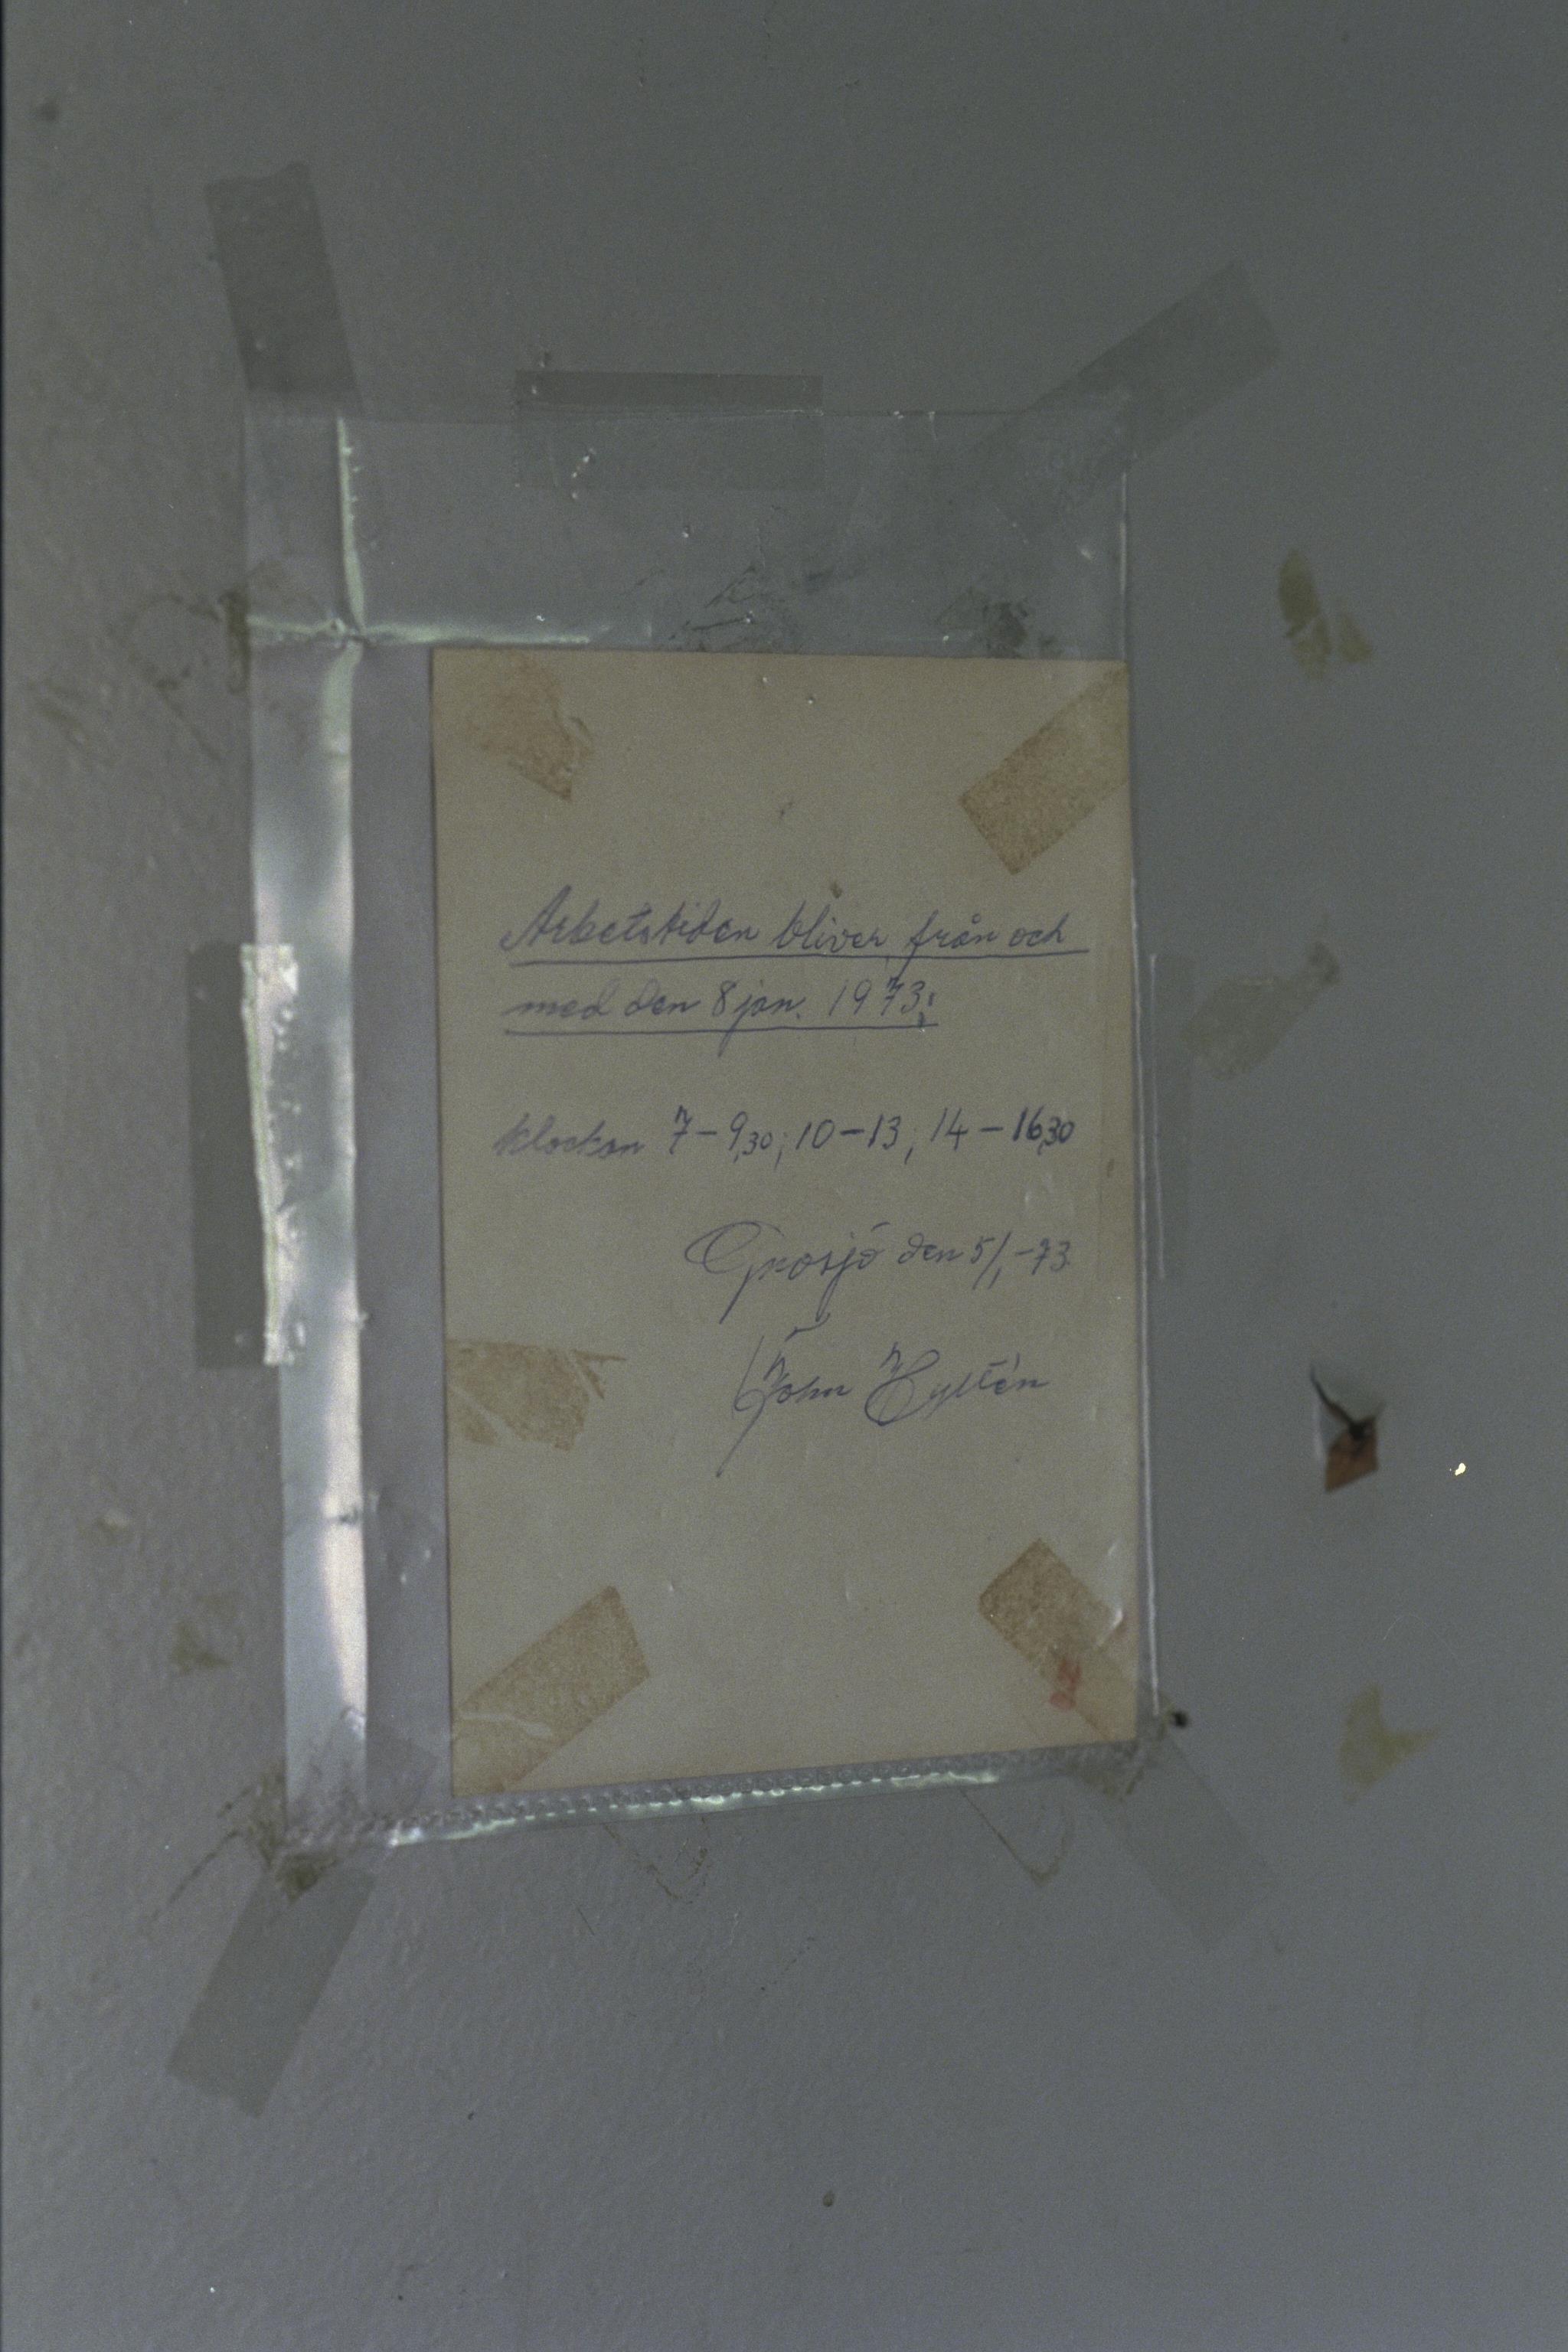 Arbetstiden bliver från och
med den 8 jan. 1973:
klockan 7-9,30; 10-13; 14-16,30
Gnosjö den 5/1 -73
John Hyltén